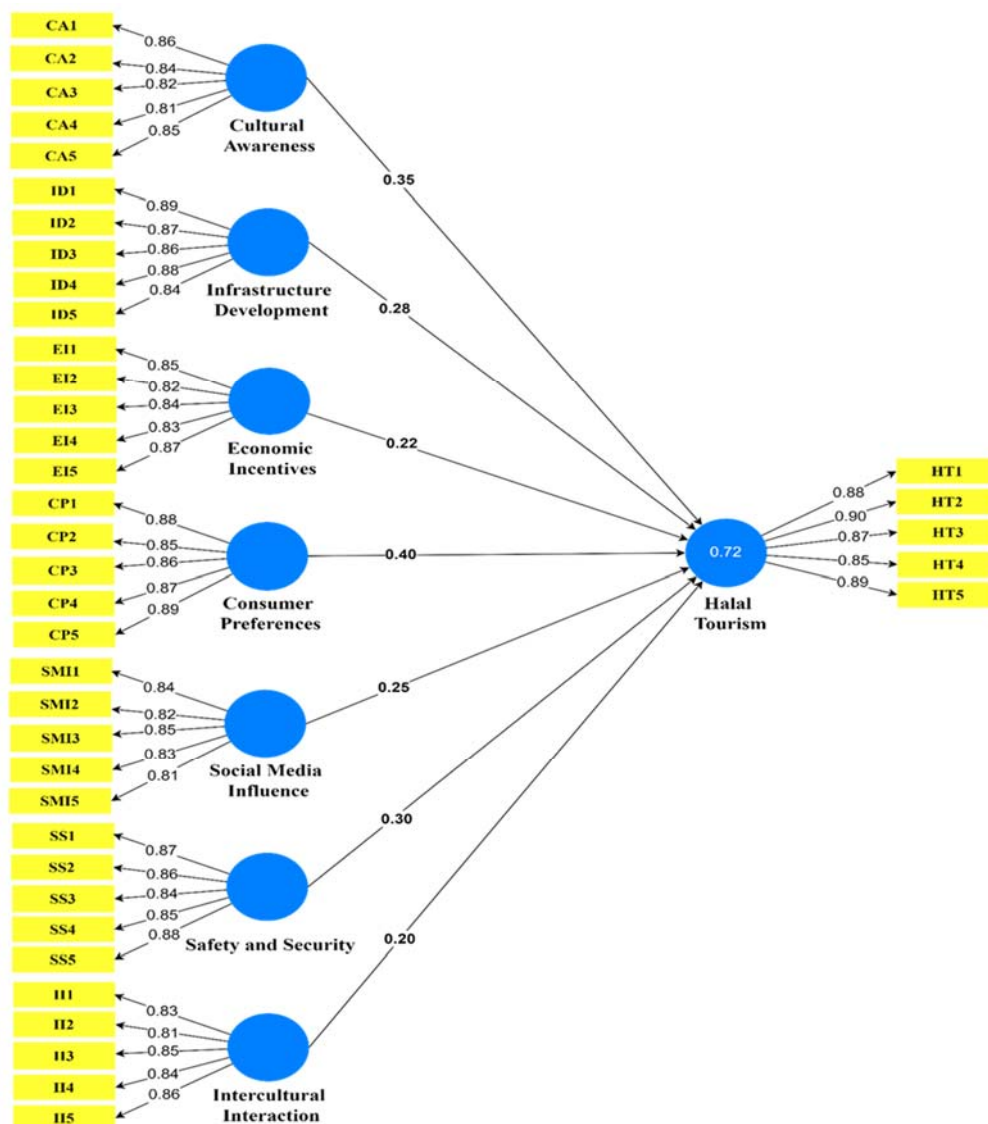 CA1
0.86
CA2
0.84
CA3
0.82
CA4
0.81
CA5
0.85
Cultural
Awareness
0.35
ID1
0.89
ID2
0.87
ID3
0.86
ID4
0.88
ID5
0.84
Infrastructure
Development
0.28
EI1
0.85
EI2
0.82
EI3
0.84
EI4
0.83
EI5
0.87
Economic
Incentives
0.22
CP1
0.88
CP2
0.85
CP3
0.86
CP4
0.87
CP5
0.89
Consumer
Preferences
0.40
SMI1
0.84
SMI2
0.82
SMI3
0.85
SMI4
0.83
SMI5
0.81
Social Media
Influence
0.25
SS1
0.87
SS2
0.86
SS3
0.84
SS4
0.85
SS5
0.88
Safety and Security
0.30
II1
0.83
II2
0.81
II3
0.85
II4
0.84
II5
0.86
Intercultural
Interaction
0.20
0.72
Halal
Tourism
HT1
0.88
HT2
0.90
HT3
0.87
HT4
0.85
HT5
0.89